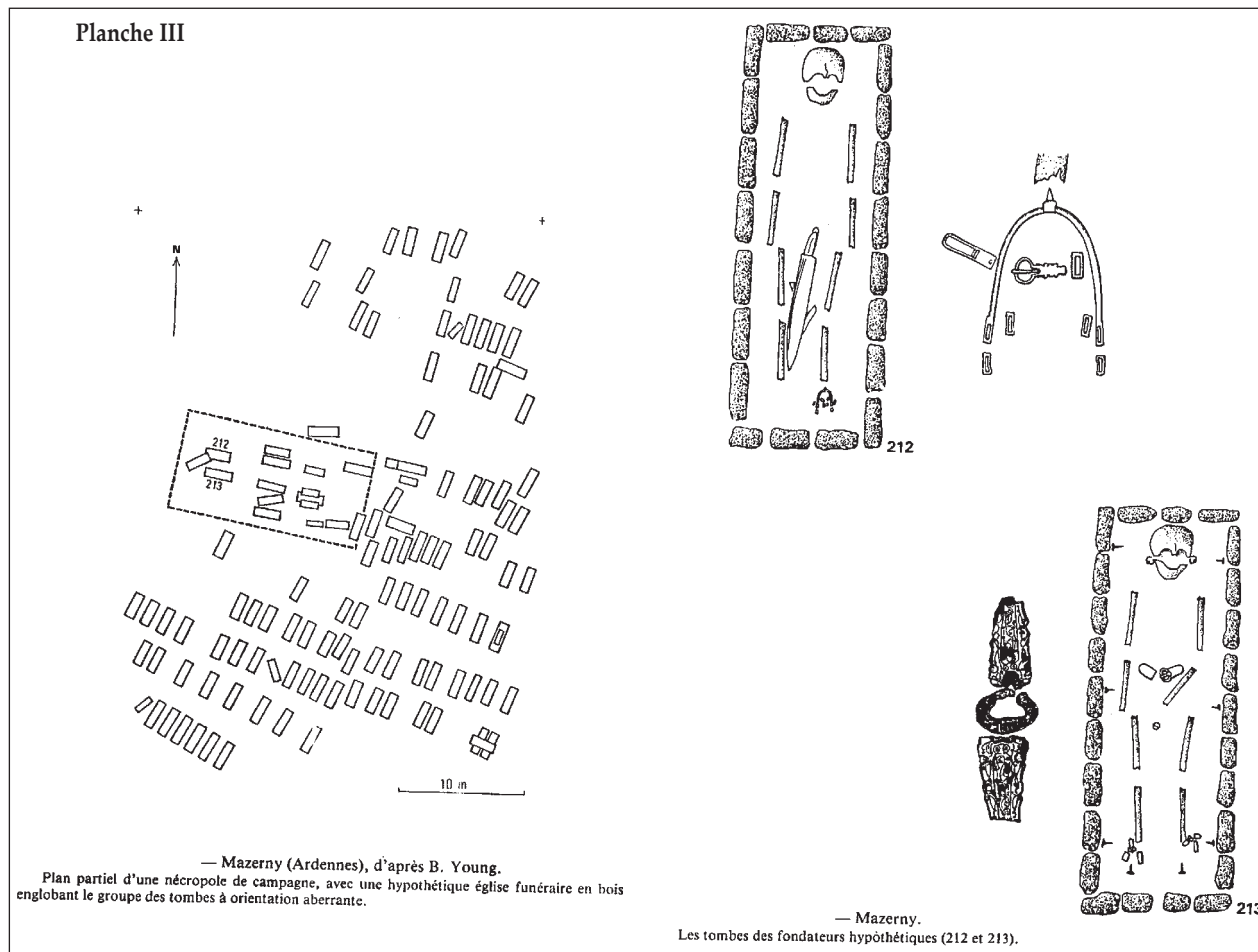 Planche III
N
212
213
10 m
— Mazerny (Ardennes), d'après B. Young.
Plan partiel d'une nécropole de campagne, avec une hypothétique église funéraire en bois
englobant le groupe des tombes à orientation aberrante.
212
213
— Mazerny.
Les tombes des fondateurs hypòthétiques (212 et 213).